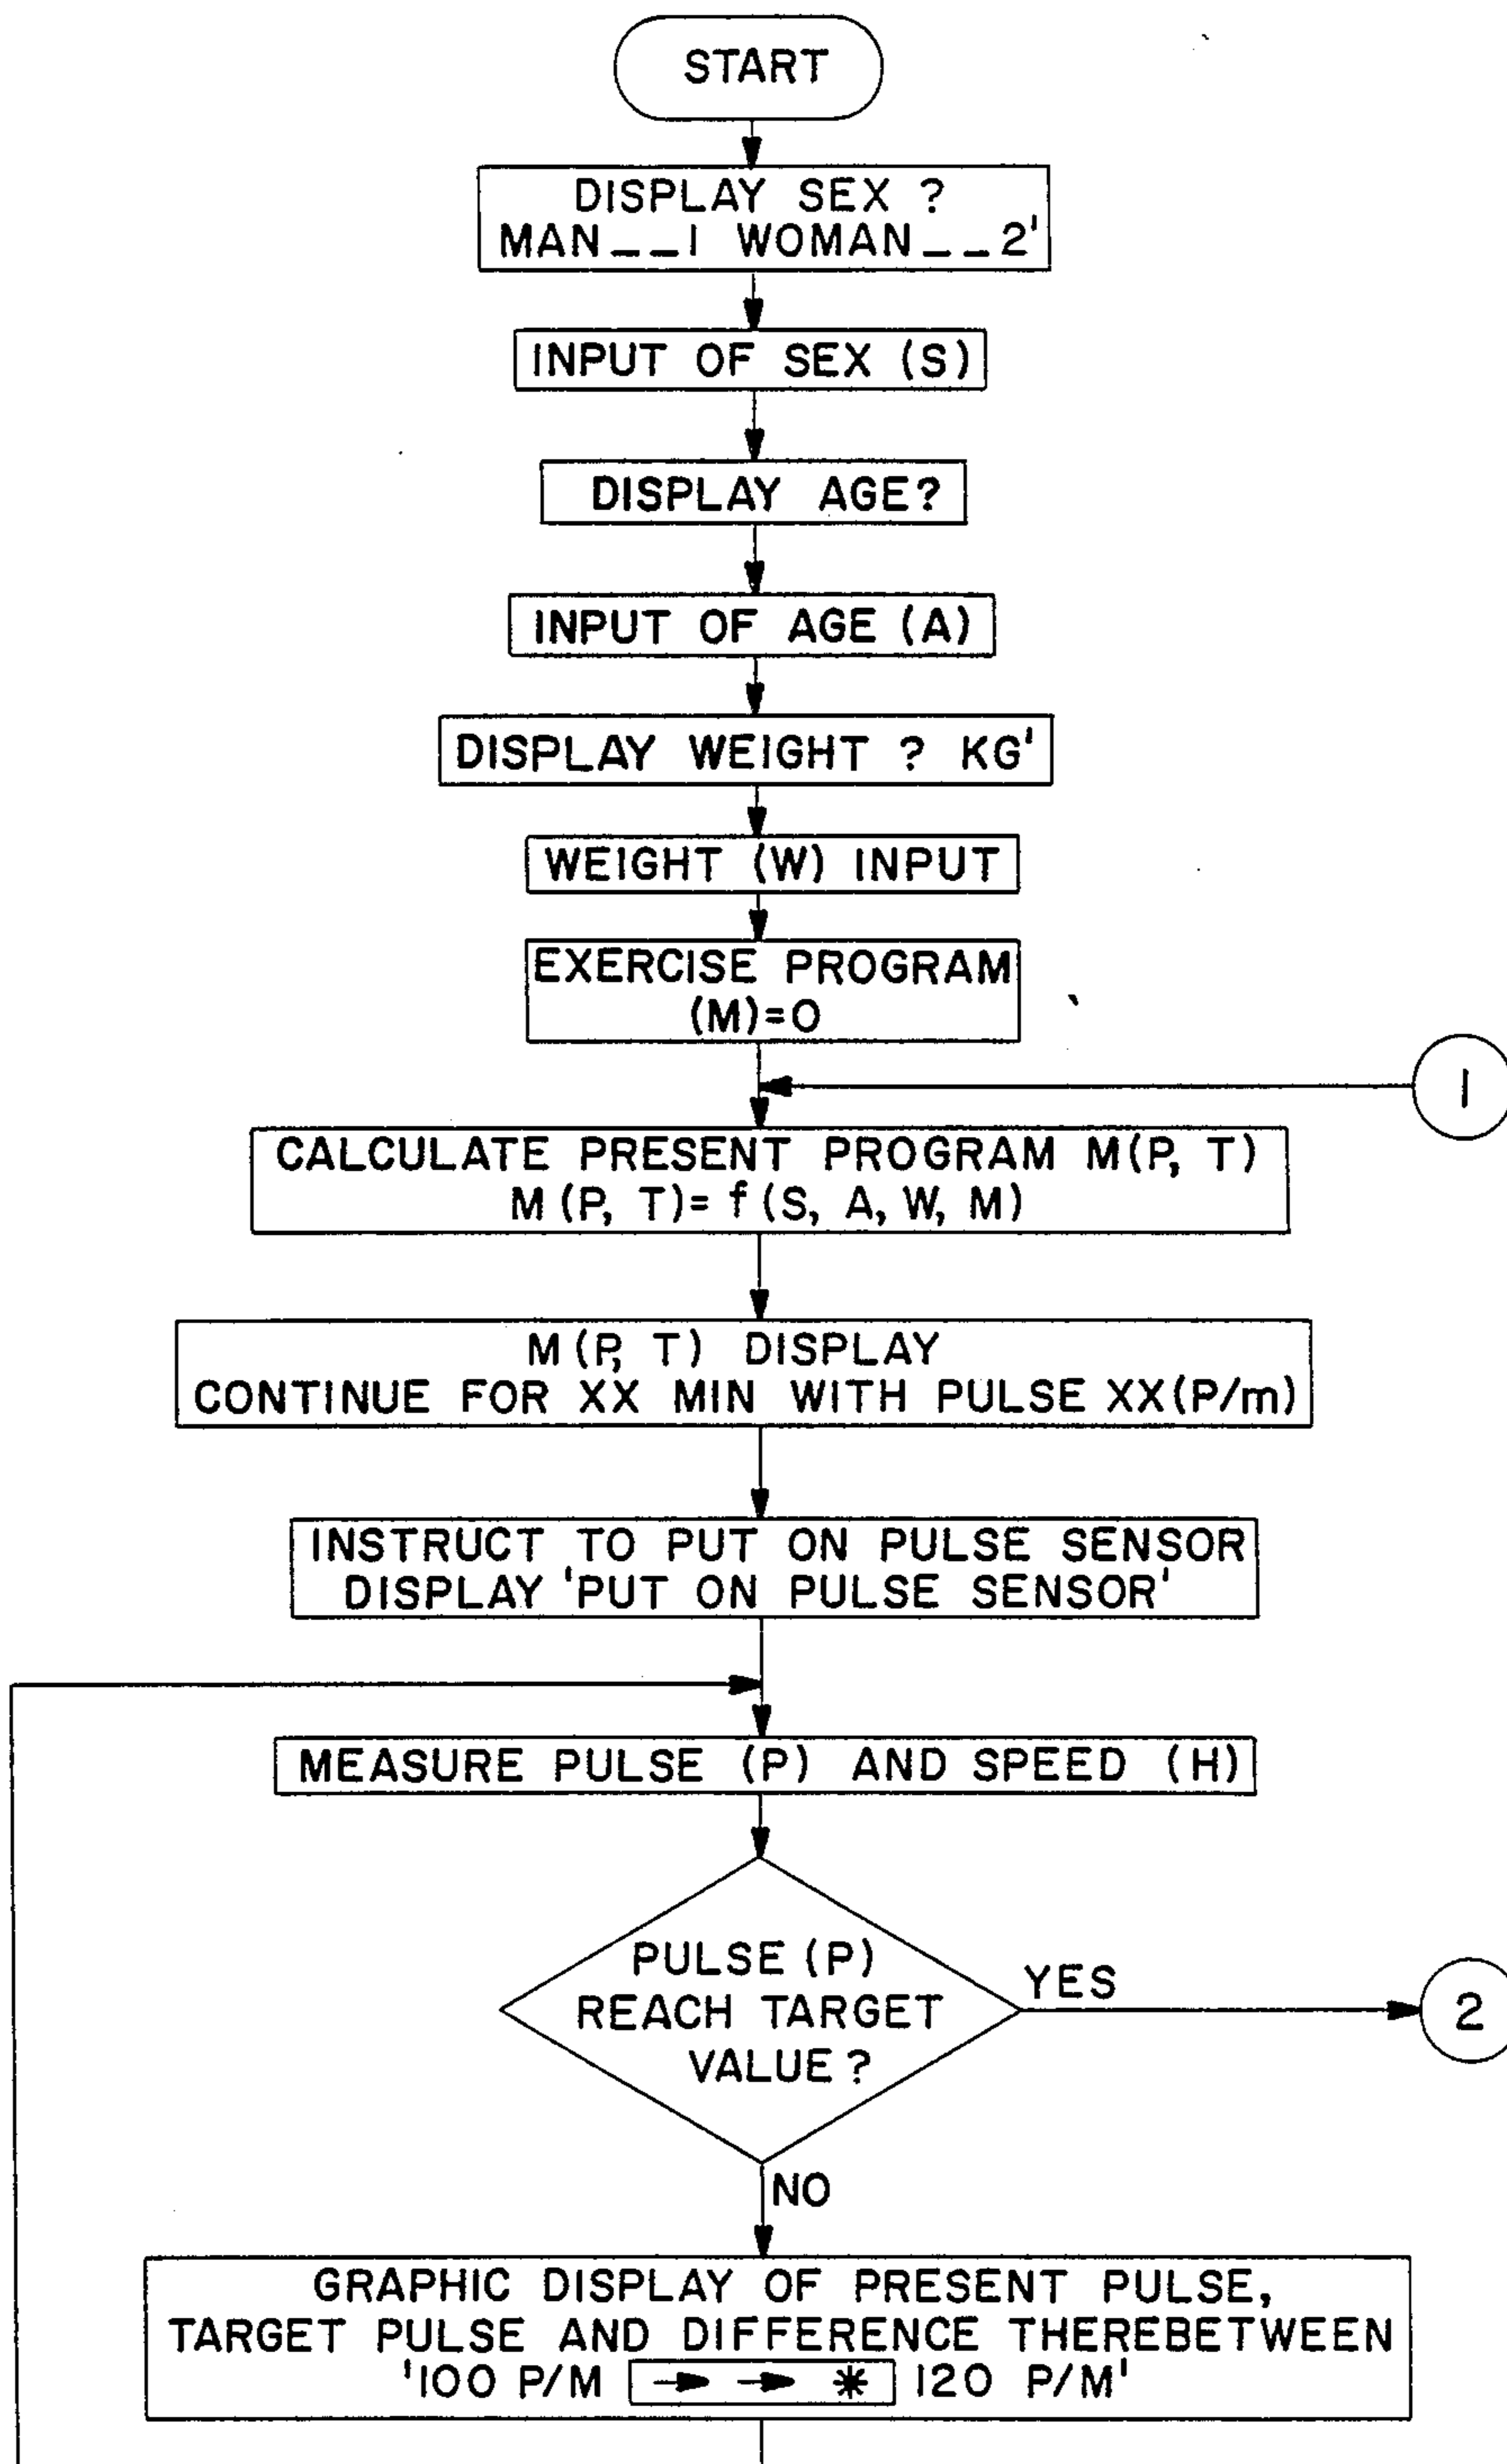 START
DISPLAY SEX ?
MAN__1 WOMAN__2'
INPUT OF SEX (S)
DISPLAY AGE?
INPUT OF AGE (A)
DISPLAY WEIGHT ? KG'
WEIGHT (W) INPUT
EXERCISE PROGRAM
(M)=0
1
CALCULATE PRESENT PROGRAM M(P, T)
M(P, T)= f(S, A, W, M)
M(P, T) DISPLAY
CONTINUE FOR XX MIN WITH PULSE XX(P/m)
INSTRUCT TO PUT ON PULSE SENSOR
DISPLAY 'PUT ON PULSE SENSOR'
MEASURE PULSE (P) AND SPEED (H)
PULSE (P)
REACH TARGET
VALUE?
YES
2
NO
GRAPHIC DISPLAY OF PRESENT PULSE,
TARGET PULSE AND DIFFERENCE THEREBETWEEN
'100 P/M → → * 120 P/M'